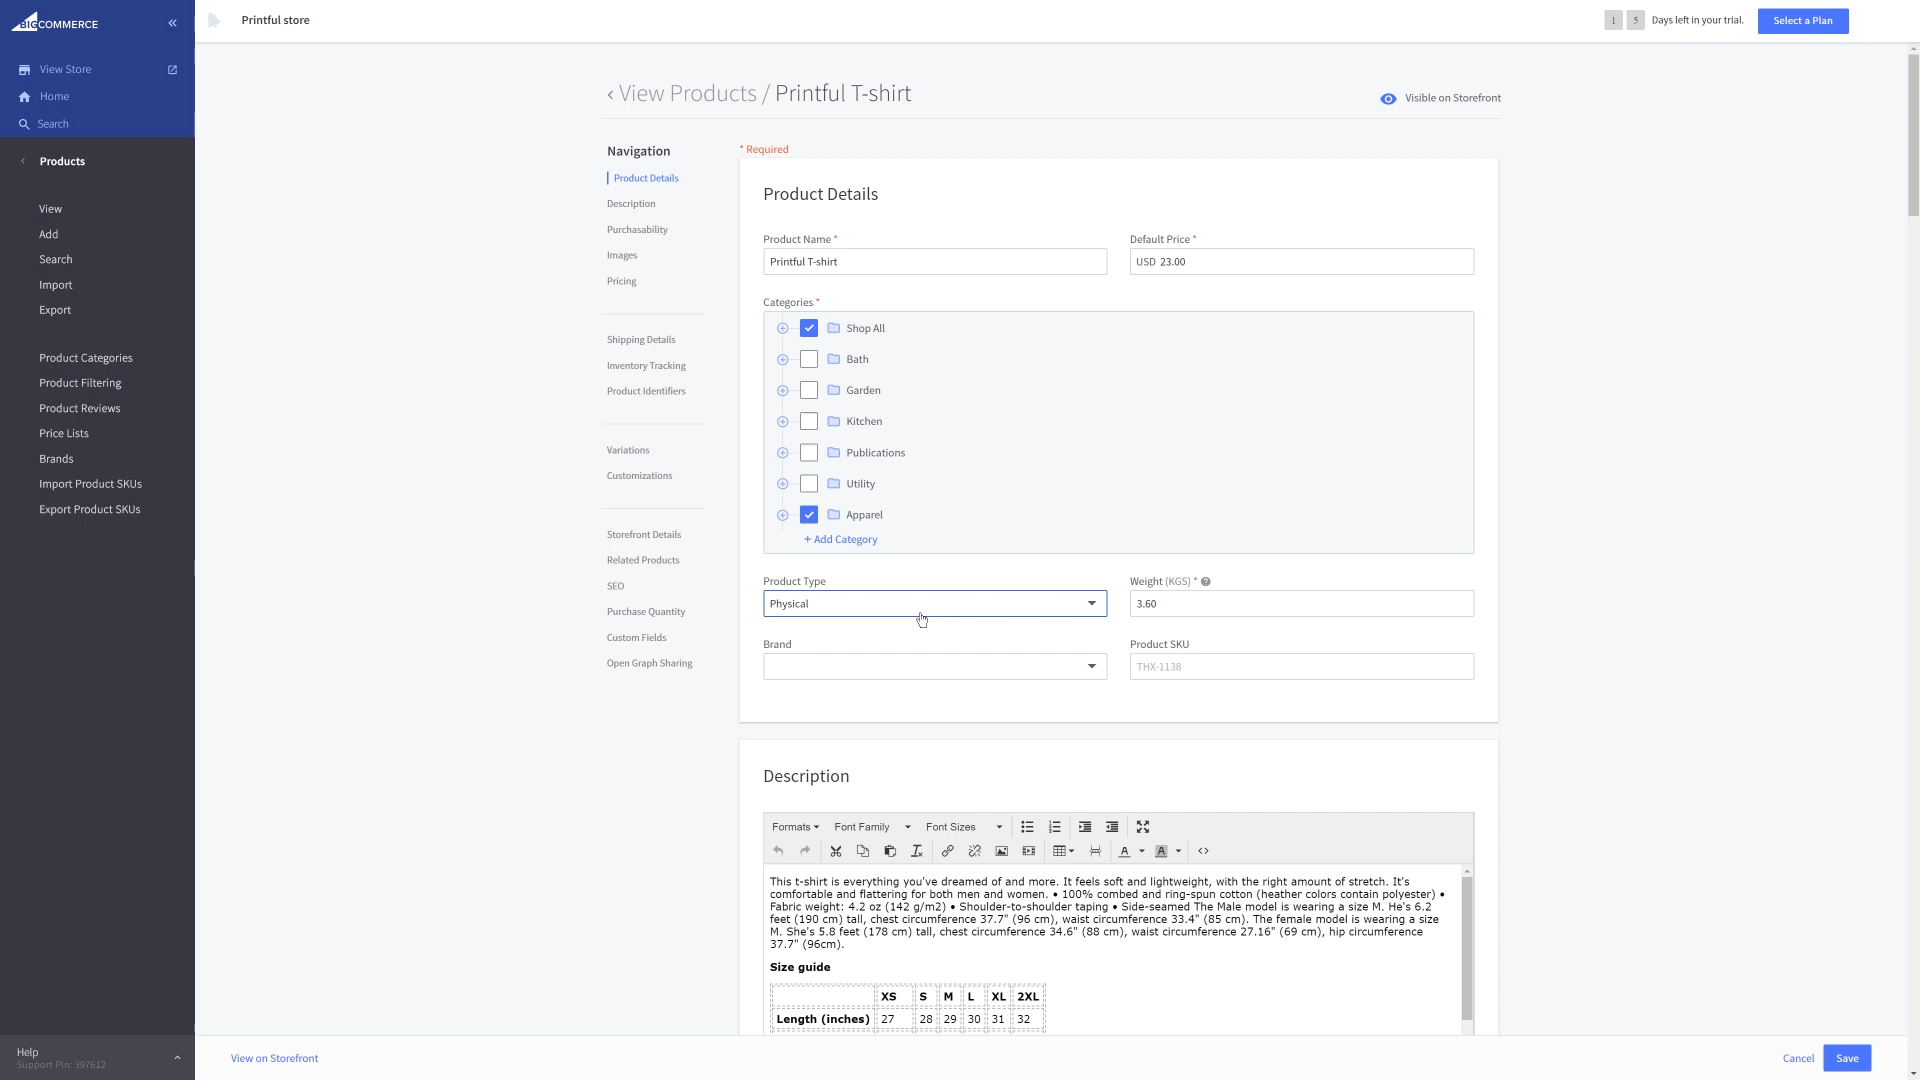 BIGCOMMERCE
Printful store
1 5 Days left in your trial.
Select a Plan
View Store
Home
Search
Products
View
Add
Search
Import
Export
Product Categories
Product Filtering
Product Reviews
Price Lists
Brands
Import Product SKUs
Export Product SKUs
Help
Support Pin: 397612
View Products / Printful T-shirt
Visible on Storefront
Navigation
Product Details
Description
Purchasability
Images
Pricing
Shipping Details
Inventory Tracking
Product Identifiers
Variations
Customizations
Storefront Details
Related Products
SEO
Purchase Quantity
Custom Fields
Open Graph Sharing
* Required
Product Details
Product Name *
Printful T-shirt
Default Price *
USD 23.00
Categories *
Shop All
Bath
Garden
Kitchen
Publications
Utility
Apparel
+ Add Category
Product Type
Physical
Weight (KGS) *
3.60
Brand
Product SKU
THX-1138
Description
Formats Font Family Font Sizes
This t-shirt is everything you've dreamed of and more. It feels soft and lightweight, with the right amount of stretch. It's
comfortable and flattering for both men and women. • 100% combed and ring-spun cotton (heather colors contain polyester) •
Fabric weight: 4.2 oz (142 g/m2) • Shoulder-to-shoulder taping • Side-seamed The Male model is wearing a size M. He's 6.2
feet (190 cm) tall, chest circumference 37.7" (96 cm), waist circumference 33.4" (85 cm). The female model is wearing a size
M. She's 5.8 feet (178 cm) tall, chest circumference 34.6" (88 cm), waist circumference 27.16" (69 cm), hip circumference
37.7" (96cm).
Size guide
XS S M L XL 2XL
Length (inches) 27 28 29 30 31 32
View on Storefront
Cancel
Save